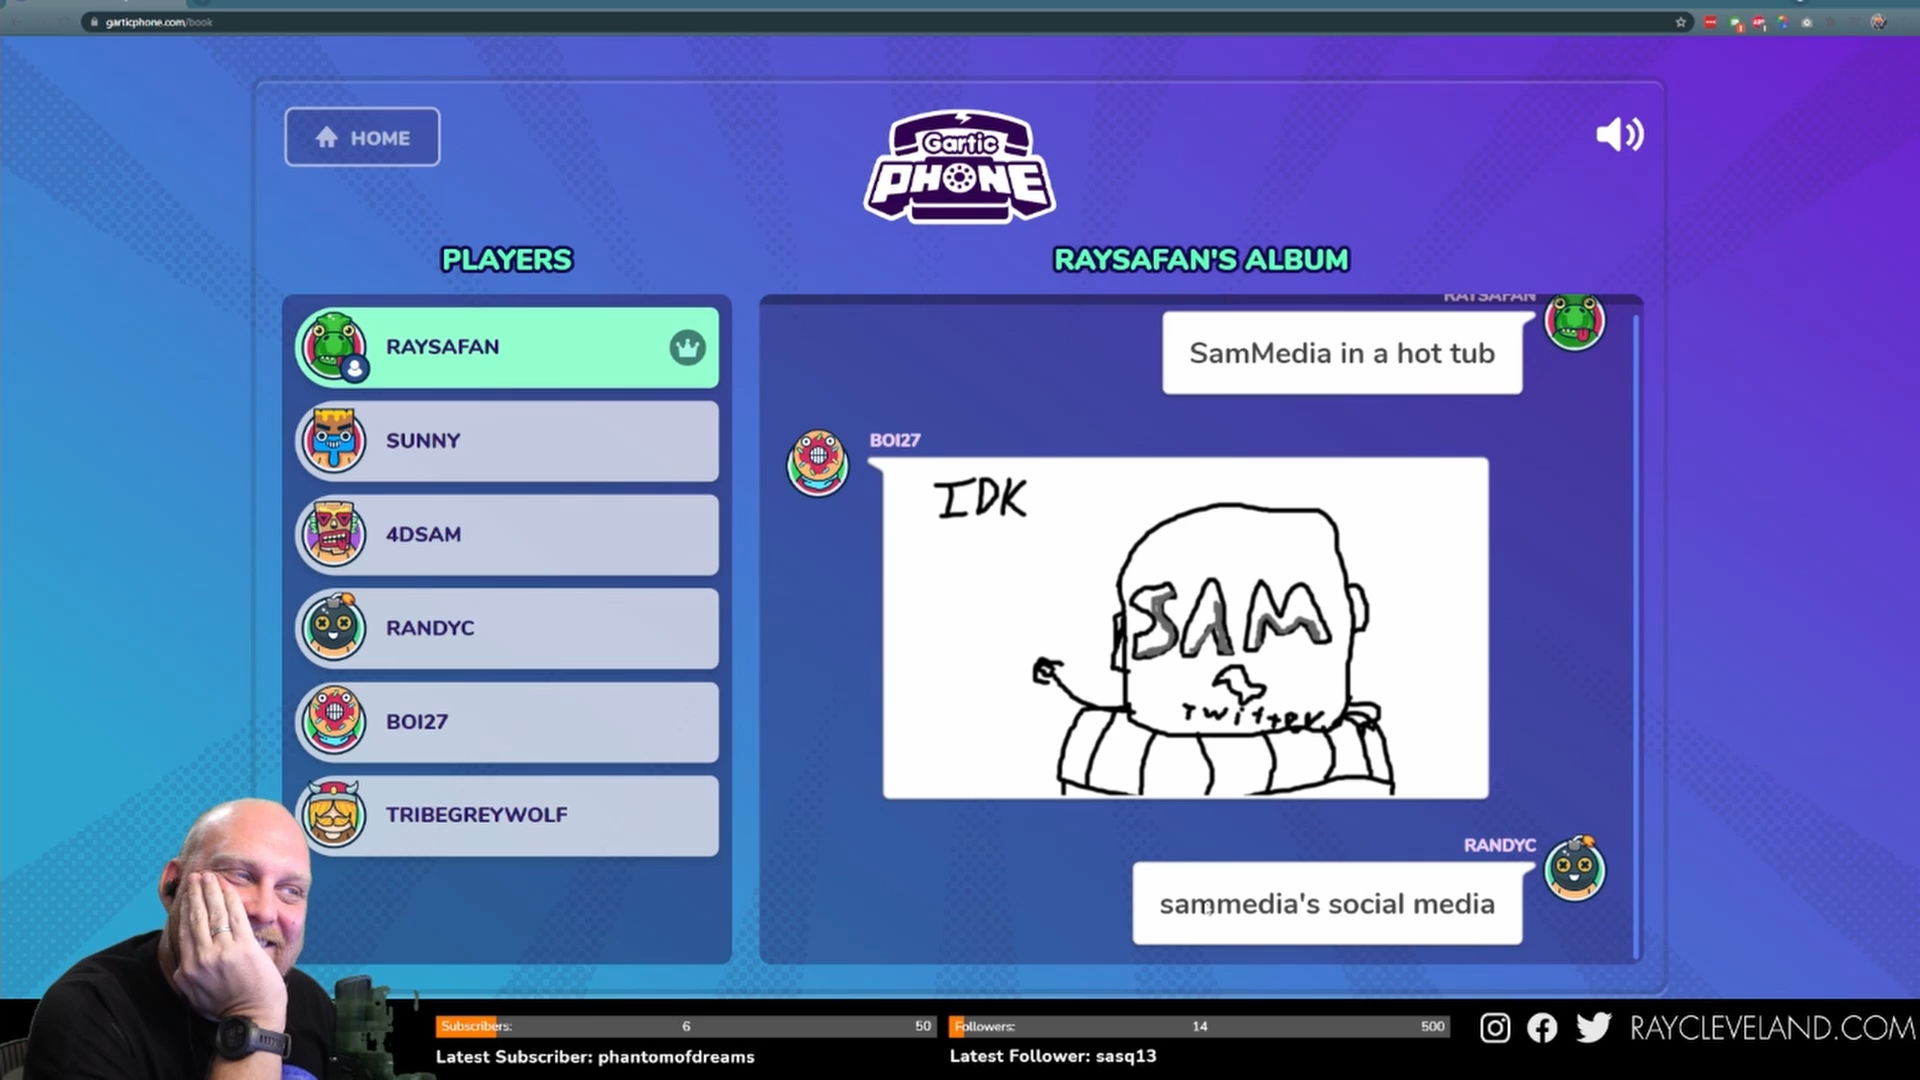 garticphone.com/book
HOME
Gartic
PHONE
PLAYERS
RAYSAFAN'S ALBUM
RAYSAFAN
SUNNY
4DSAM
RANDYC
BOI27
TRIBEGREYWOLF
RAYSAFAN
SamMedia in a hot tub
BOI27
IDK
SAM
Twitter
RANDYC
sammedia's social media
Subscribers: 6 50
Latest Subscriber: phantomofdreams
Followers: 14 500
Latest Follower: sasq13
RAYCLEVELAND.COM